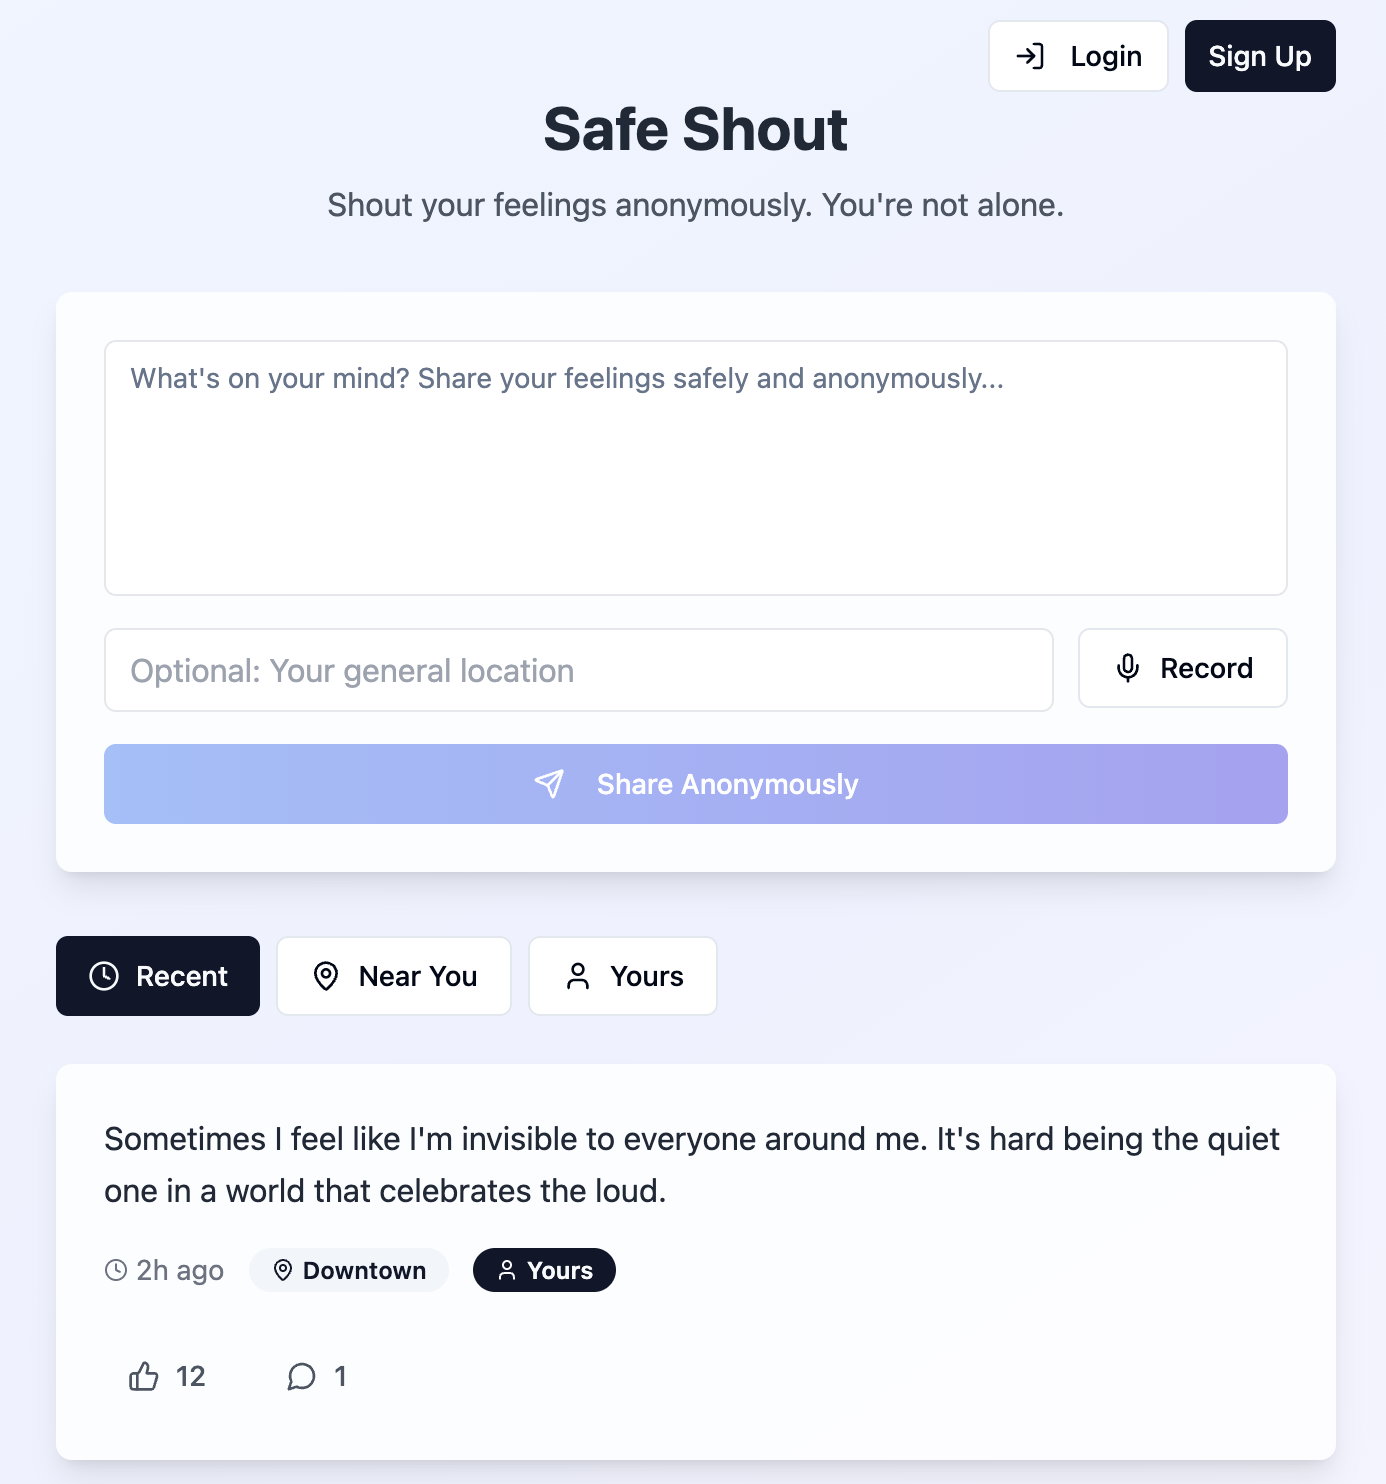 Login
Sign Up
Safe Shout
Shout your feelings anonymously. You're not alone.
What's on your mind? Share your feelings safely and anonymously...
Optional: Your general location
Record
Share Anonymously
Recent
Near You
Yours
Sometimes I feel like I'm invisible to everyone around me. It's hard being the quiet
one in a world that celebrates the loud.
2h ago
Downtown
Yours
12
1